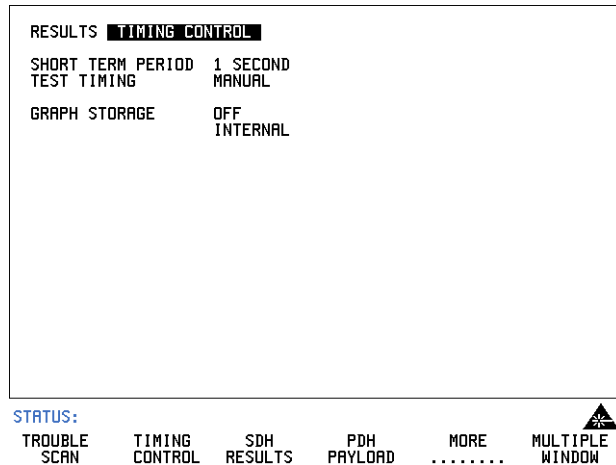 RESULTS TIMING CONTROL
SHORT TERM PERIOD 1 SECOND
TEST TIMING MANUAL
GRAPH STORAGE OFF
INTERNAL
STATUS:
TROUBLE SCAN
TIMING CONTROL
SDH RESULTS
PDH PAYLOAD
MORE ........
MULTIPLE WINDOW